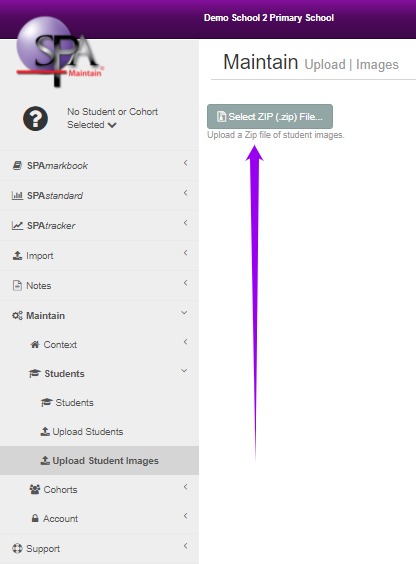 Demo School 2 Primary School
SPA
Maintain
Maintain Upload | Images
No Student or Cohort
Selected
Select ZIP (.zip) File...
Upload a Zip file of student images.
SPAmarkbook
SPAstandard
SPAtracker
Import
Notes
Maintain
Context
Students
Students
Upload Students
Upload Student Images
Cohorts
Account
Support